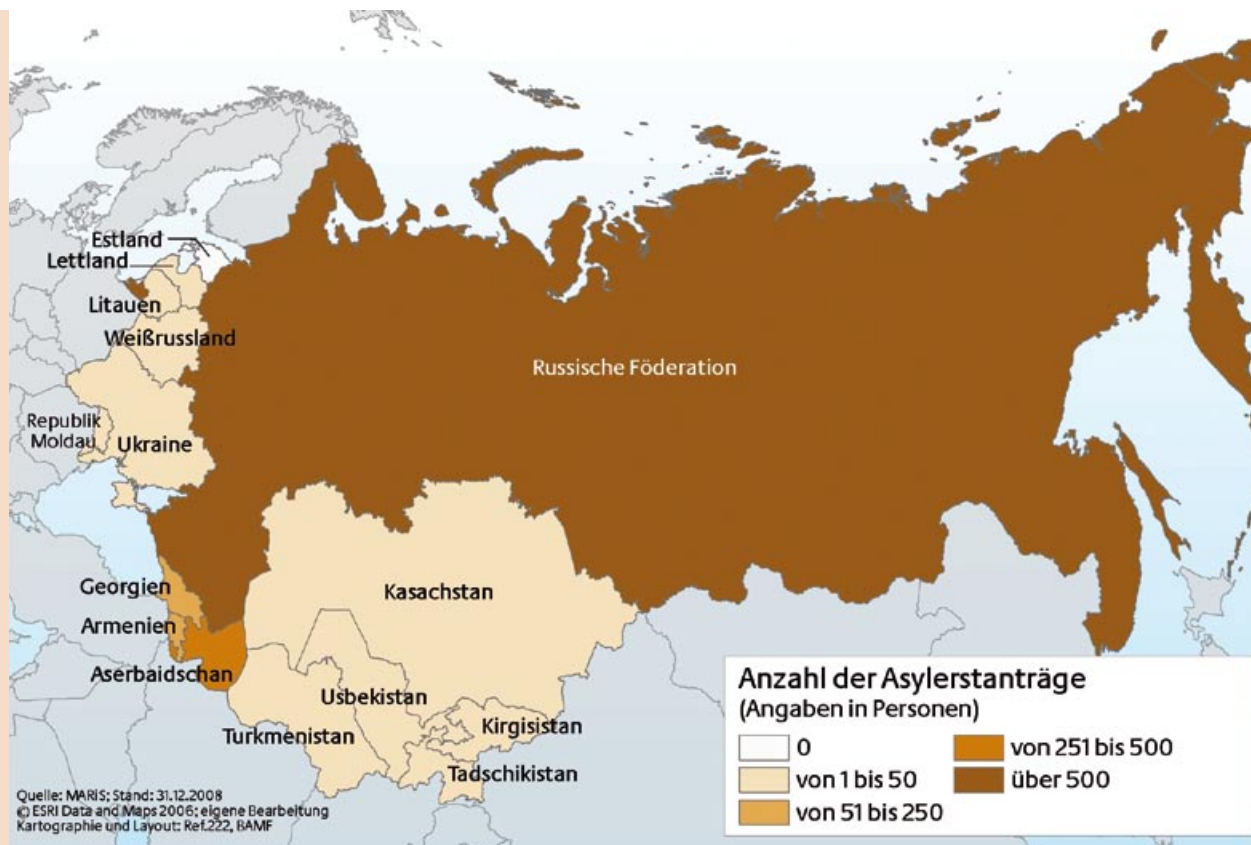 Estland
Lettland
Litauen
Weißrussland
Russische Föderation
Republik
Moldau
Ukraine
Georgien
Kasachstan
Armenien
Aserbaidschan
Usbekistan
Kirgisistan
Turkmenistan
Tadschikistan
Anzahl der Asylerstanträge
(Angaben in Personen)
0
von 1 bis 50
von 51 bis 250
von 251 bis 500
über 500
Quelle: MARiS; Stand: 31.12.2008
© ESRI Data and Maps 2006; eigene Bearbeitung
Kartographie und Layout: Ref.222, BAMF